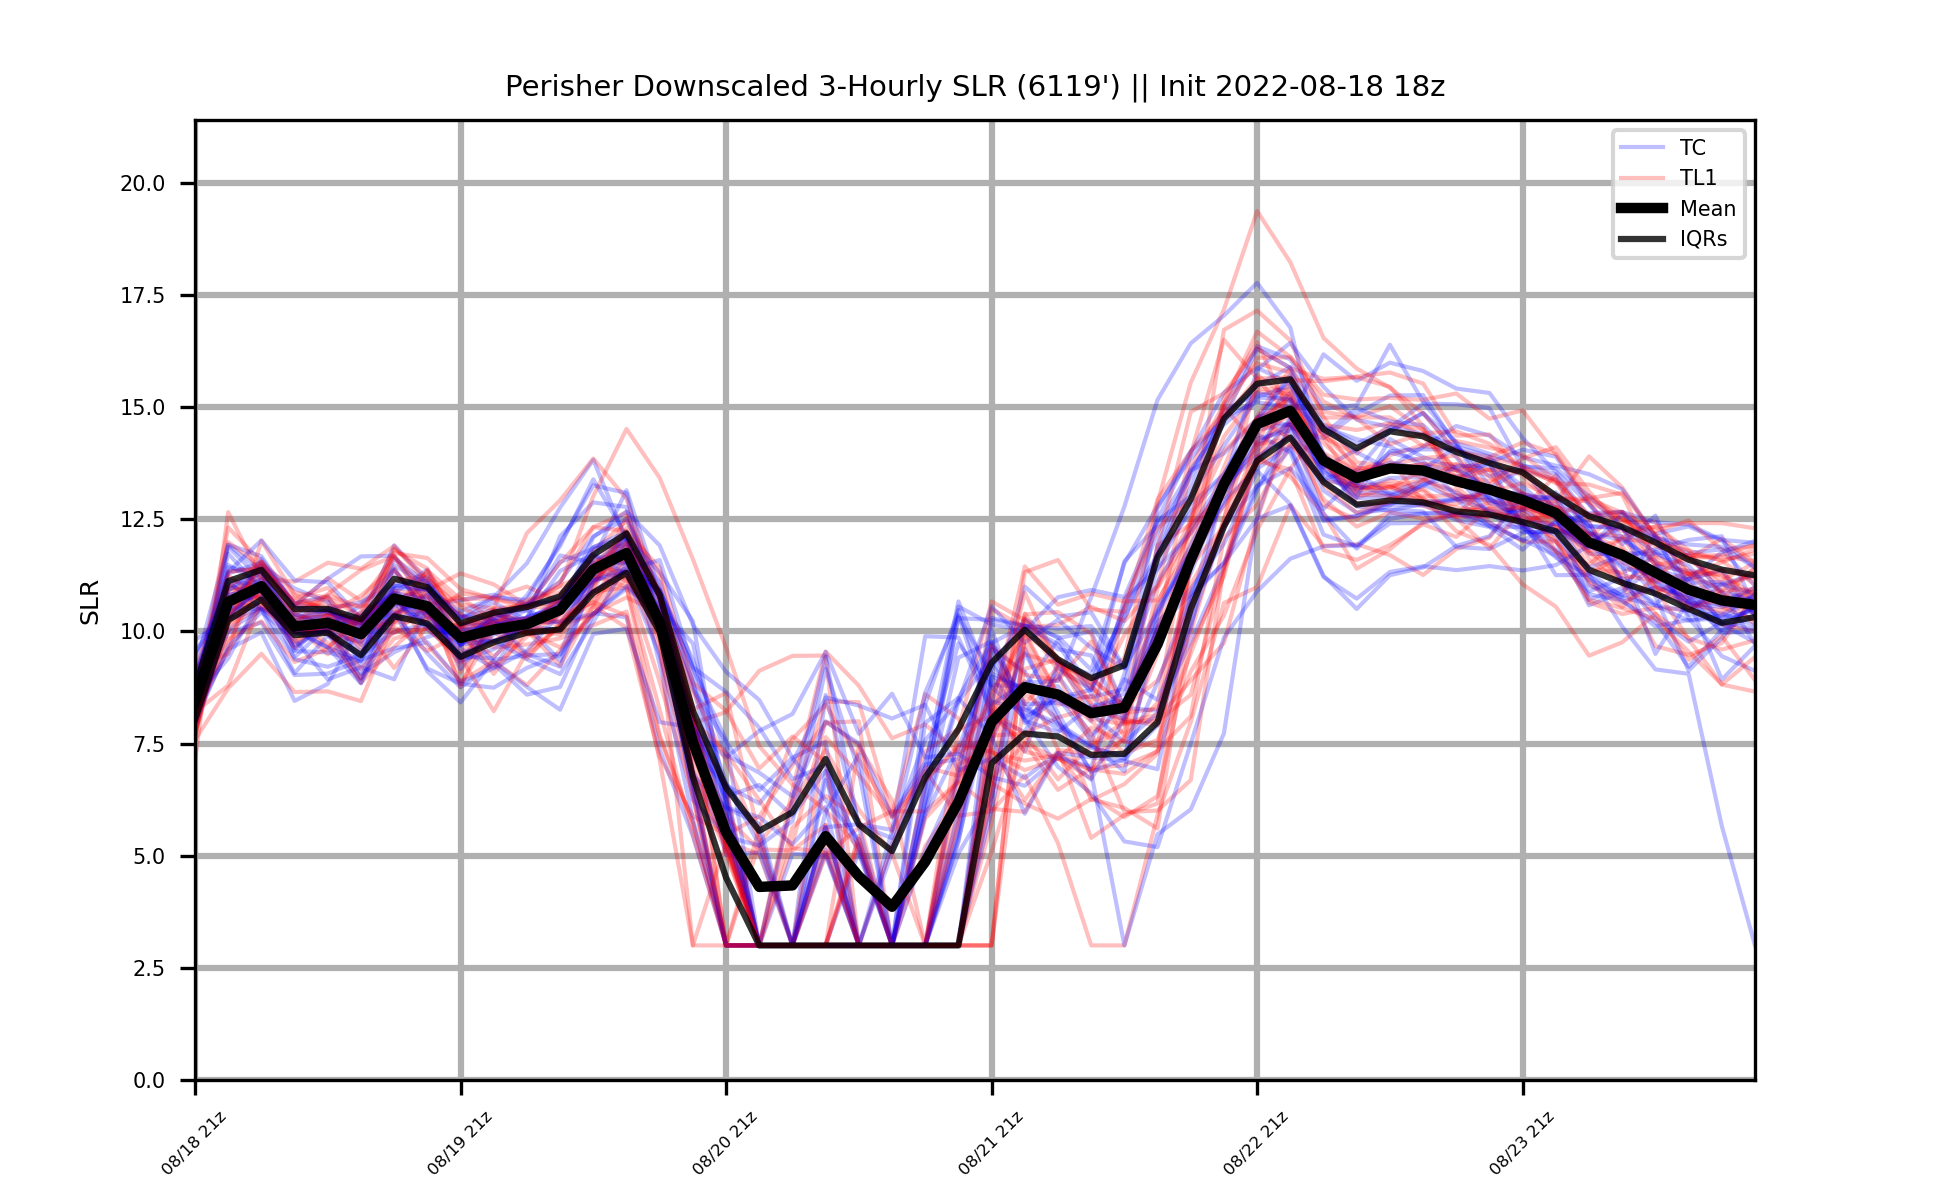 Perisher Downscaled 3-Hourly SLR (6119') || Init 2022-08-18 18z
TC
TL1
Mean
IQRs
20.0
17.5
15.0
12.5
10.0
7.5
5.0
2.5
0.0
SLR
08/18 21z
08/19 21z
08/20 21z
08/21 21z
08/22 21z
08/23 21z